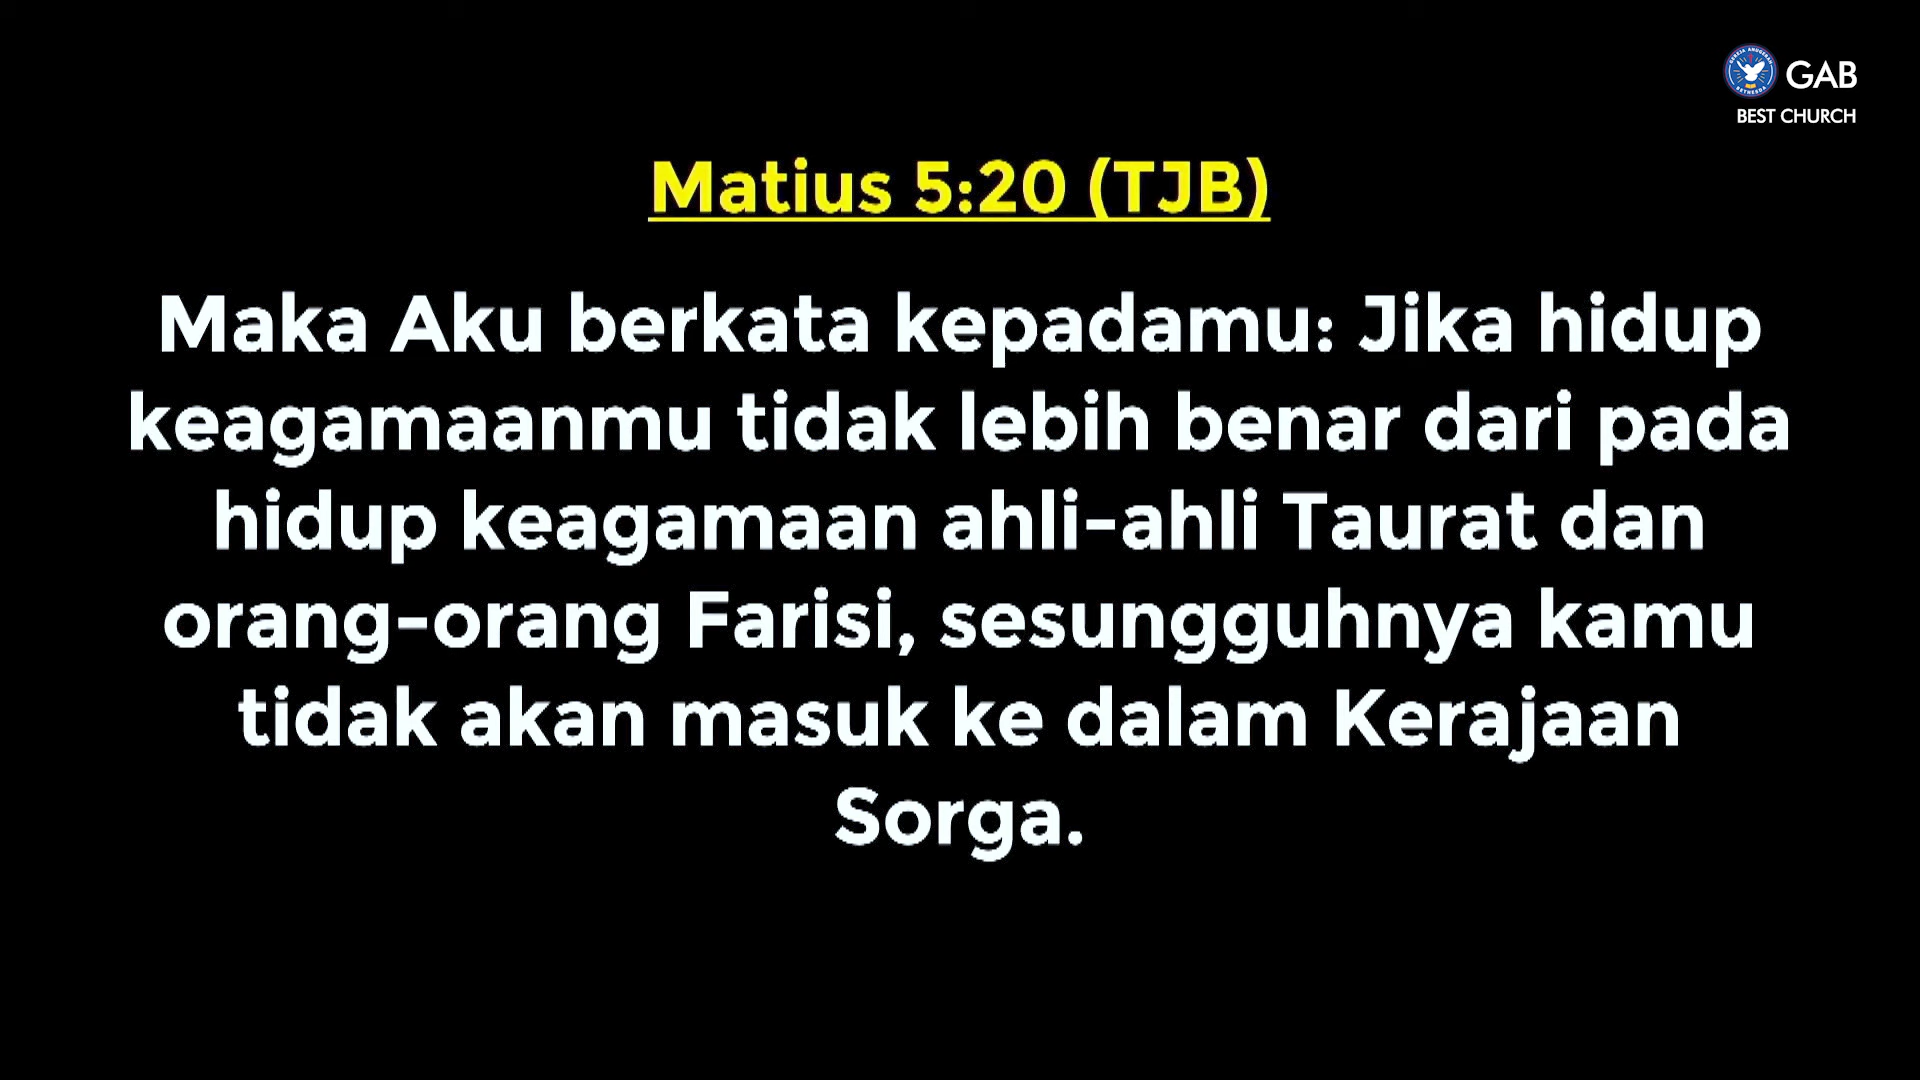 GAB
BEST CHURCH
Matius 5:20 (TJB)
Maka Aku berkata kepadamu: Jika hidup
keagamaanmu tidak lebih benar dari pada
hidup keagamaan ahli-ahli Taurat dan
orang-orang Farisi, sesungguhnya kamu
tidak akan masuk ke dalam Kerajaan
Sorga.